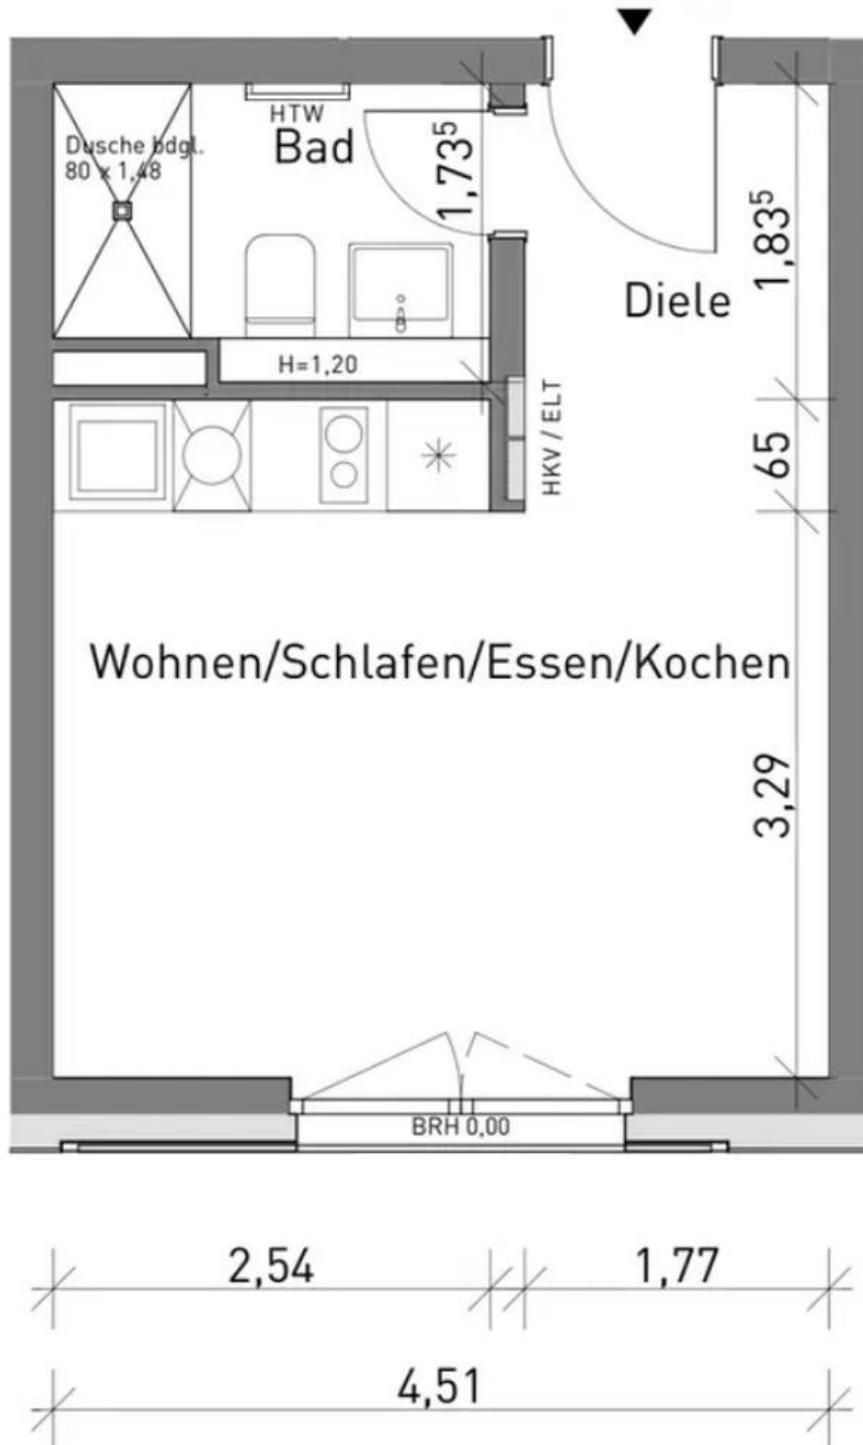 HTW
Bad
Dusche bdgl.
80 x 1,48
1,73⁵
1,83⁵
Diele
H=1,20
HKV / ELT
65
Wohnen/Schlafen/Essen/Kochen
3,29
BRH 0,00
2,54
1,77
4,51